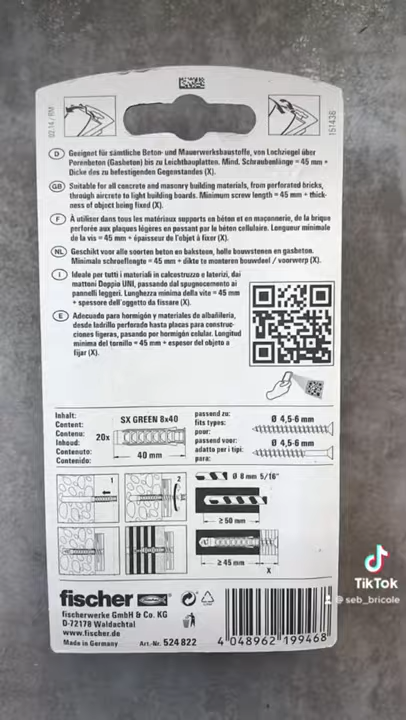 02.14 / RM
151438
D Geeignet für sämtliche Beton- und Mauerwerksbaustoffe, von Lochziegel über
Porenbeton (Gasbeton) bis zu Leichtbauplatten. Mind. Schraubenlänge = 45 mm +
Dicke des zu befestigenden Gegenstandes (X).
GB Suitable for all concrete and masonry building materials, from perforated bricks,
through aircrete to light building boards. Minimum screw length = 45 mm + thick-
ness of object being fixed (X).
F À utiliser dans tous les matériaux supports en béton et en maçonnerie, de la brique
perforée aux plaques légères en passant par le béton cellulaire. Longueur minimale
de la vis = 45 mm + épaisseur de l'objet à fixer (X).
NL Geschikt voor alle soorten beton en baksteen, holle bouwstenen en gasbeton.
Minimale schroeflengte = 45 mm + dikte te monteren bouwdeel / voorwerp (X).
I Ideale per tutti i materiali in calcestruzzo e laterizi, dai
mattoni Doppio UNI, passando dal spugnocemento ai
pannelli leggeri. Lunghezza minima della vite = 45 mm
+ spessore dell'oggetto da fissare (X).
E Adecuado para hormigón y materiales de albañilería,
desde ladrillo perforado hasta placas para construc-
ciones ligeras, pasando por hormigón celular. Longitud
mínima del tornillo = 45 mm + espesor del objeto a
fijar (X).
Inhalt:
Content:
Contenu:
Inhoud:
Contenuto:
Contenido:
20x
SX GREEN 8x40
40 mm
passend zu:
fits types:
pour:
passend voor:
adatto per i tipi:
para:
Ø 4,5-6 mm
Ø 4,5-6 mm
1
2
Ø 8 mm 5/16"
≥ 50 mm
≥ 45 mm
X
fischer
fischerwerke GmbH & Co. KG
D-72178 Waldachtal
www.fischer.de
Made in Germany
Art.-Nr. 524822
4 048962 199468
TikTok
@ seb_bricole